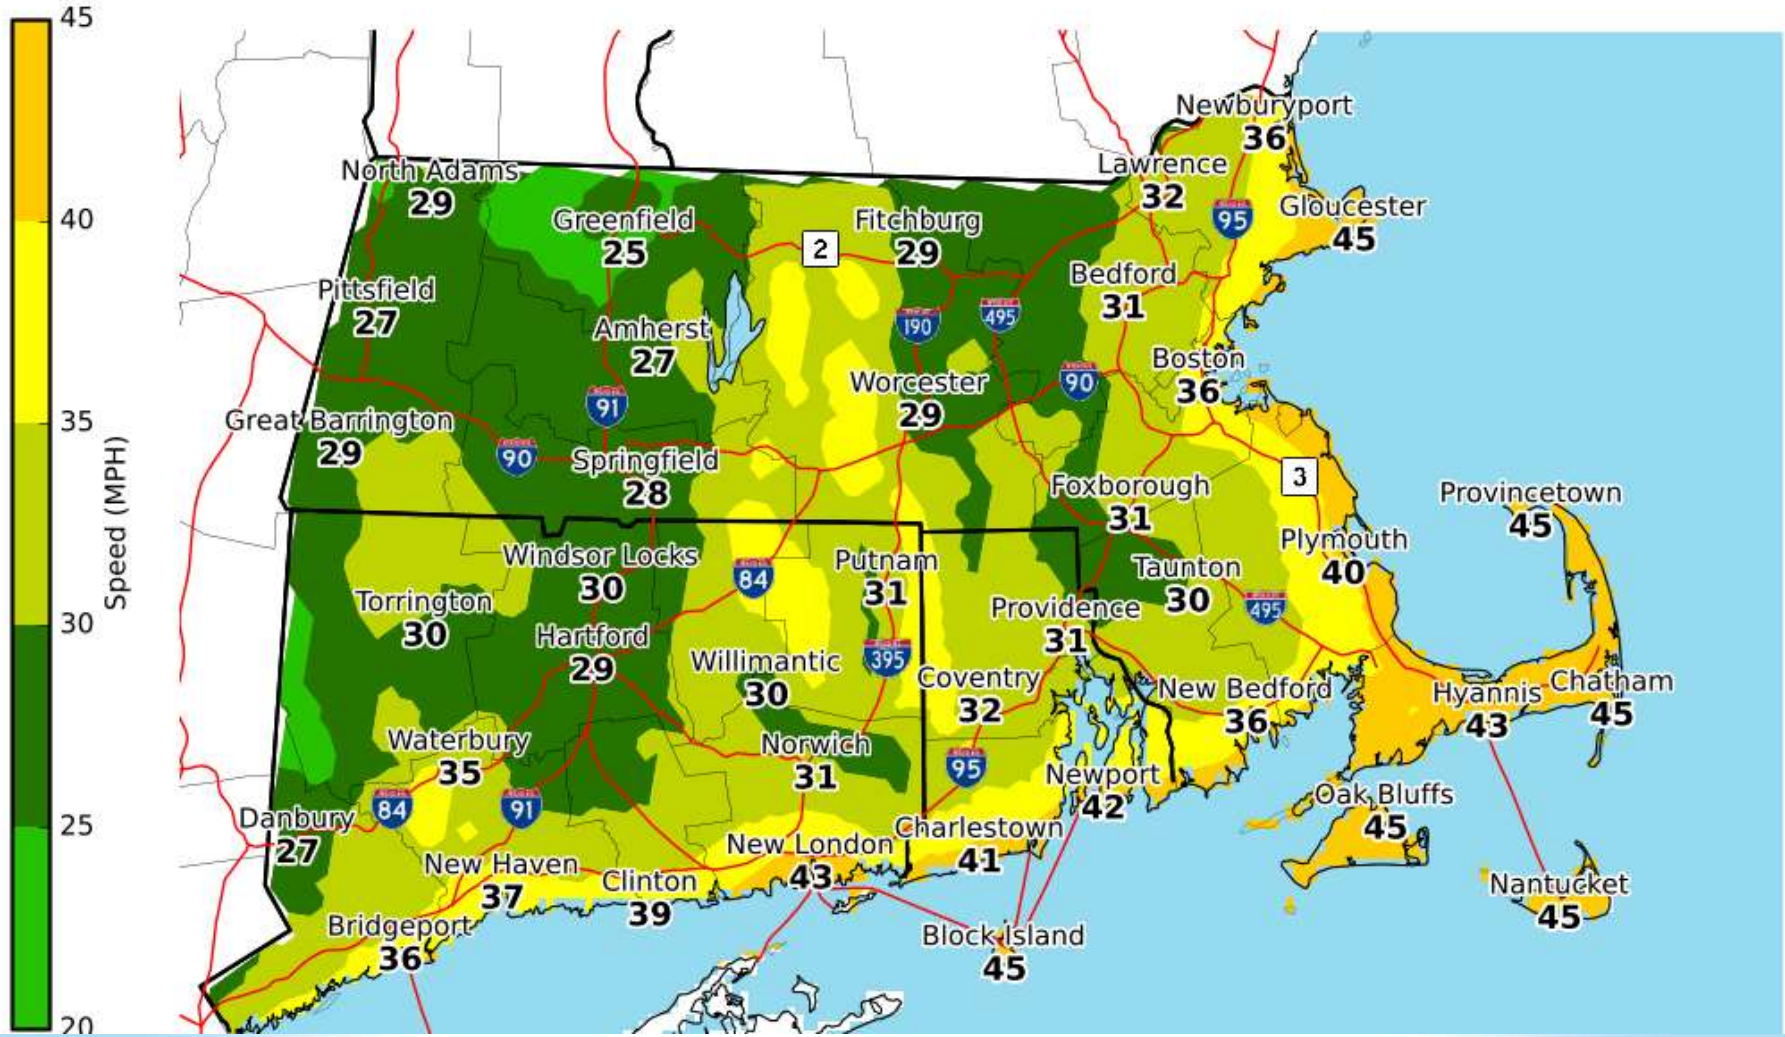 45
40
35
30
25
20
Speed (MPH)
Newburyport
36
North Adams
29
Lawrence
32
Greenfield
25
Fitchburg
29
95
Gloucester
45
2
Bedford
31
Pittsfield
27
190
495
Amherst
27
Boston
36
Worcester
29
90
91
Great Barrington
29
90
Springfield
28
3
Foxborough
31
Provincetown
45
Windsor Locks
30
84
Putnam
31
Plymouth
40
Taunton
30
Torrington
30
Providence
31
495
Hartford
29
395
Willimantic
30
Coventry
32
New Bedford
36
Hyannis
43
Chatham
45
Waterbury
35
Norwich
31
95
Newport
42
84
91
Oak Bluffs
45
Danbury
27
New London
43
Charlestown
41
New Haven
37
Clinton
39
Nantucket
45
Bridgeport
36
Block Island
45